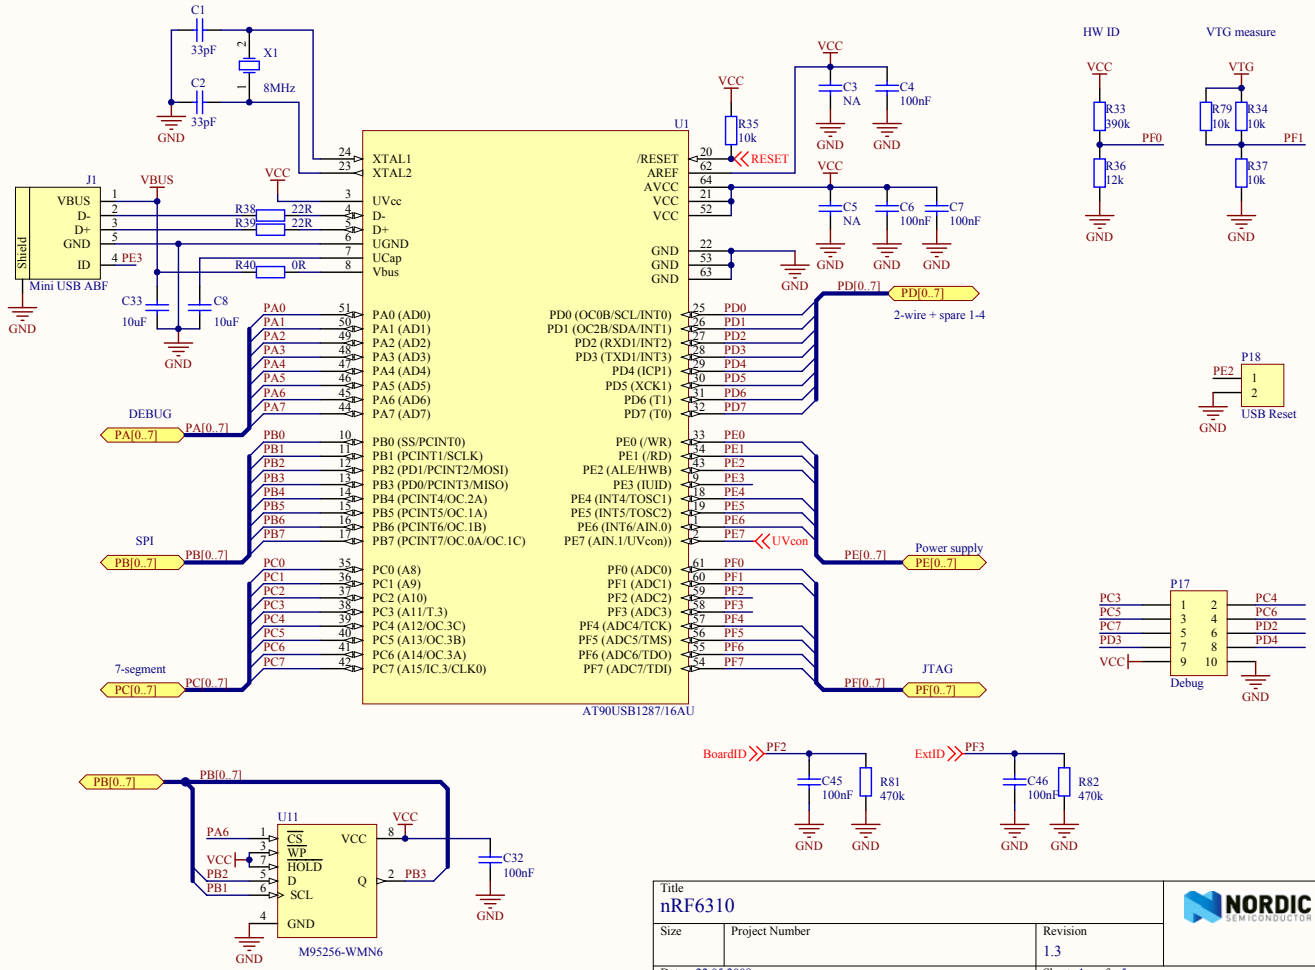 C1
33pF
2
X1
1
8MHz
C2
33pF
GND
HW ID
VCC
R33
390k
PF0
R36
12k
GND
VTG measure
VTG
R79
10k
R34
10k
PF1
R37
10k
GND
VCC
C3
NA
C4
100nF
GND
GND
VCC
R35
10k
RESET
VCC
C5
NA
C6
100nF
C7
100nF
GND
GND
GND
GND
J1
VBUS 1
D- 2
D+ 3
GND 5
ID 4 PE3
Shield
Mini USB ABF
GND
VBUS
VCC
R38 22R
R39 22R
R40 0R
C33
10uF
C8
10uF
GND
U1
24 XTAL1
23 XTAL2
3 UVcc
4 D-
5 D+
6 UGND
7 UCap
8 Vbus
PA0 51 PA0 (AD0)
PA1 50 PA1 (AD1)
PA2 49 PA2 (AD2)
PA3 48 PA3 (AD3)
PA4 47 PA4 (AD4)
PA5 46 PA5 (AD5)
PA6 45 PA6 (AD6)
PA7 44 PA7 (AD7)
DEBUG
PA[0..7] PA[0..7]
PB0 10 PB0 (SS/PCINT0)
PB1 11 PB1 (PCINT1/SCLK)
PB2 12 PB2 (PD1/PCINT2/MOSI)
PB3 13 PB3 (PD0/PCINT3/MISO)
PB4 14 PB4 (PCINT4/OC.2A)
PB5 15 PB5 (PCINT5/OC.1A)
PB6 16 PB6 (PCINT6/OC.1B)
PB7 17 PB7 (PCINT7/OC.0A/OC.1C)
SPI
PB[0..7] PB[0..7]
PC0 35 PC0 (A8)
PC1 36 PC1 (A9)
PC2 37 PC2 (A10)
PC3 38 PC3 (A11/T.3)
PC4 39 PC4 (A12/OC.3C)
PC5 40 PC5 (A13/OC.3B)
PC6 41 PC6 (A14/OC.3A)
PC7 42 PC7 (A15/IC.3/CLK0)
7-segment
PC[0..7] PC[0..7]
/RESET 20
AREF 62
AVCC 64
VCC 21
VCC 52
GND 22
GND 53
GND 63
PD0 (OC0B/SCL/INT0) 25 PD0
PD1 (OC2B/SDA/INT1) 26 PD1
PD2 (RXD1/INT2) 27 PD2
PD3 (TXD1/INT3) 28 PD3
PD4 (ICP1) 29 PD4
PD5 (XCK1) 30 PD5
PD6 (T1) 31 PD6
PD7 (T0) 32 PD7
PD[0..7] PD[0..7]
2-wire + spare 1-4
PE0 (/WR) 33 PE0
PE1 (/RD) 34 PE1
PE2 (ALE/HWB) 43 PE2
PE3 (IUID) 9 PE3
PE4 (INT4/TOSC1) 18 PE4
PE5 (INT5/TOSC2) 19 PE5
PE6 (INT6/AIN.0) 1 PE6
PE7 (AIN.1/UVcon)) 2 PE7 UVcon
Power supply
PE[0..7] PE[0..7]
PF0 (ADC0) 61 PF0
PF1 (ADC1) 60 PF1
PF2 (ADC2) 59 PF2
PF3 (ADC3) 58 PF3
PF4 (ADC4/TCK) 57 PF4
PF5 (ADC5/TMS) 56 PF5
PF6 (ADC6/TDO) 55 PF6
PF7 (ADC7/TDI) 54 PF7
JTAG
PF[0..7] PF[0..7]
AT90USB1287/16AU
P18
PE2 1
2
GND
USB Reset
P17
PC3 1 2 PC4
PC5 3 4 PC6
PC7 5 6 PD2
PD3 7 8 PD4
VCC 9 10
Debug
GND
BoardID PF2
C45
100nF
R81
470k
GND
GND
ExtID PF3
C46
100nF
R82
470k
GND
GND
PB[0..7] PB[0..7]
U11
PA6 1 CS
3 WP
VCC 7 HOLD
PB2 5 D
PB1 6 SCL
4 GND
VCC 8 VCC
Q 2 PB3
C32
100nF
GND
GND
M95256-WMN6
Title
nRF6310
Size
Project Number
Revision
1.3
NORDIC
SEMICONDUCTOR